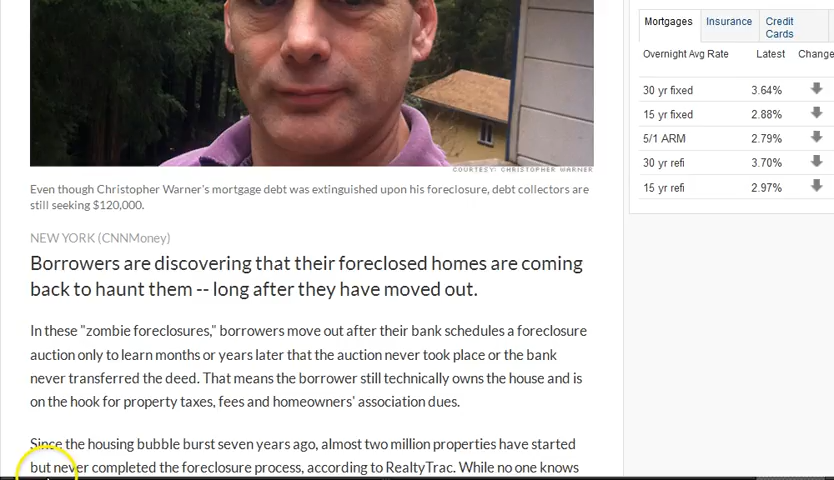 COURTESY: CHRISTOPHER WARNER
Even though Christopher Warner's mortgage debt was extinguished upon his foreclosure, debt collectors are
still seeking $120,000.
NEW YORK (CNNMoney)
Borrowers are discovering that their foreclosed homes are coming
back to haunt them -- long after they have moved out.
In these "zombie foreclosures," borrowers move out after their bank schedules a foreclosure
auction only to learn months or years later that the auction never took place or the bank
never transferred the deed. That means the borrower still technically owns the house and is
on the hook for property taxes, fees and homeowners' association dues.
Since the housing bubble burst seven years ago, almost two million properties have started
but never completed the foreclosure process, according to RealtyTrac. While no one knows
Mortgages Insurance Credit
Cards
Overnight Avg Rate Latest Change
30 yr fixed 3.64%
15 yr fixed 2.88%
5/1 ARM 2.79%
30 yr refi 3.70%
15 yr refi 2.97%